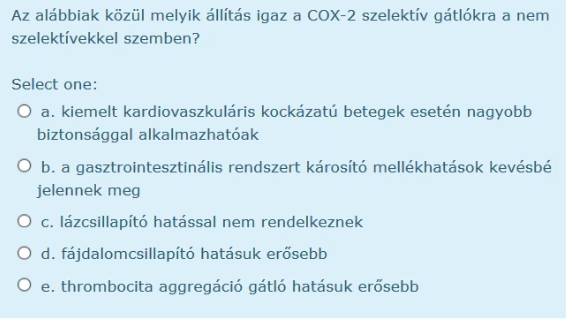 Az alábbiak közül melyik állítás igaz a COX-2 szelektív gátlókra a nem
szelektívekkel szemben?
Select one:
a. kiemelt kardiovaszkuláris kockázatú betegek esetén nagyobb
biztonsággal alkalmazhatóak
b. a gasztrointesztinális rendszert károsító mellékhatások kevésbé
jelennek meg
c. lázcsillapító hatással nem rendelkeznek
d. fájdalomcsillapító hatásuk erősebb
e. thrombocita aggregáció gátló hatásuk erősebb